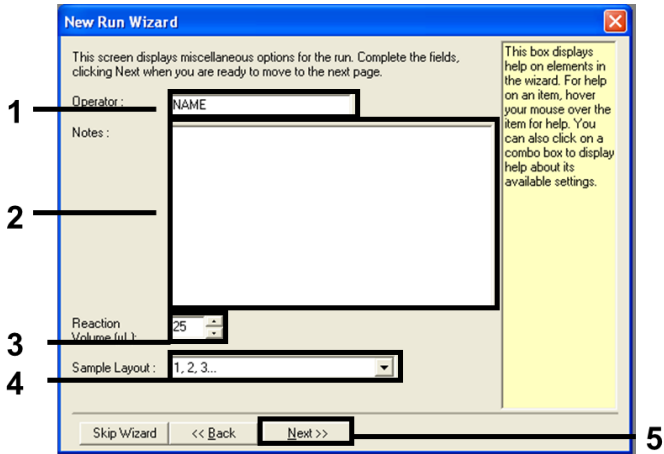 New Run Wizard
This screen displays miscellaneous options for the run. Complete the fields,
clicking Next when you are ready to move to the next page.
This box displays
help on elements in
the wizard. For help
on an item, hover
your mouse over the
item for help. You
can also click on a
combo box to display
help about its
available settings.
1
Operator :
NAME
Notes :
2
Reaction
Volume (µL):
25
3
Sample Layout :
1, 2, 3...
4
Skip Wizard
<< Back
Next >>
5